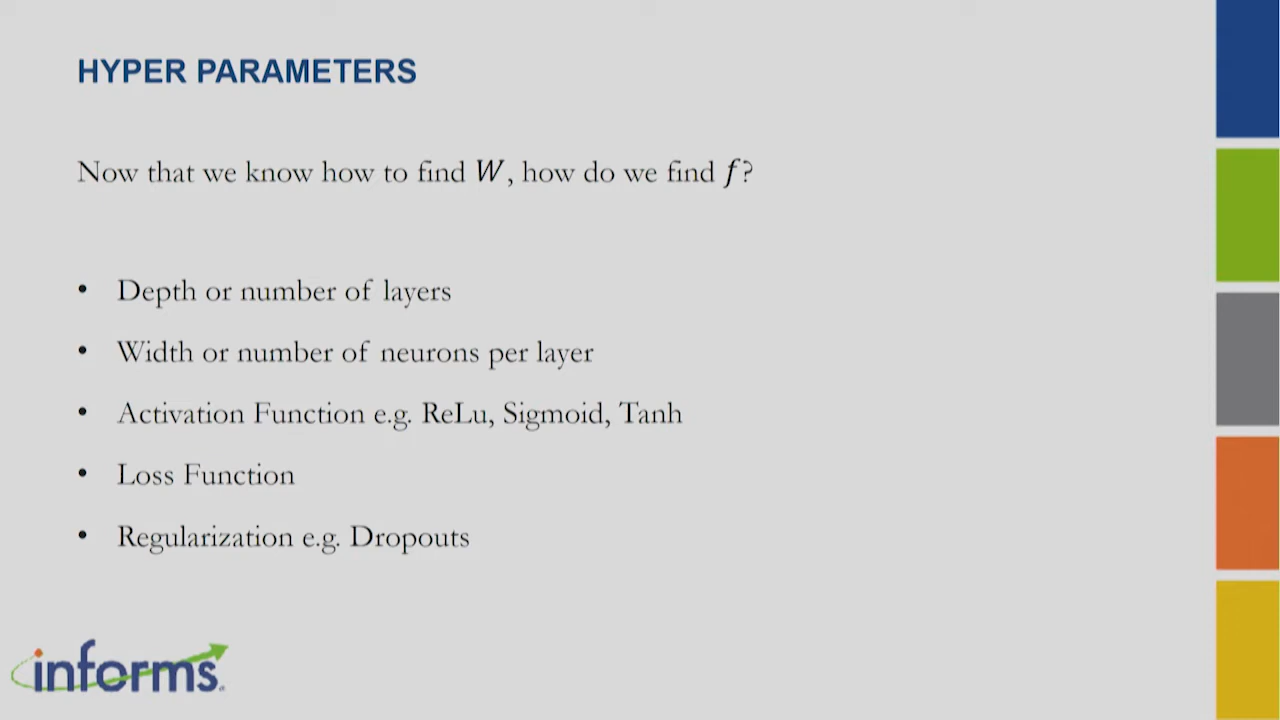 HYPER PARAMETERS
Now that we know how to find W, how do we find f?
• Depth or number of layers
• Width or number of neurons per layer
• Activation Function e.g. ReLu, Sigmoid, Tanh
• Loss Function
• Regularization e.g. Dropouts
informs